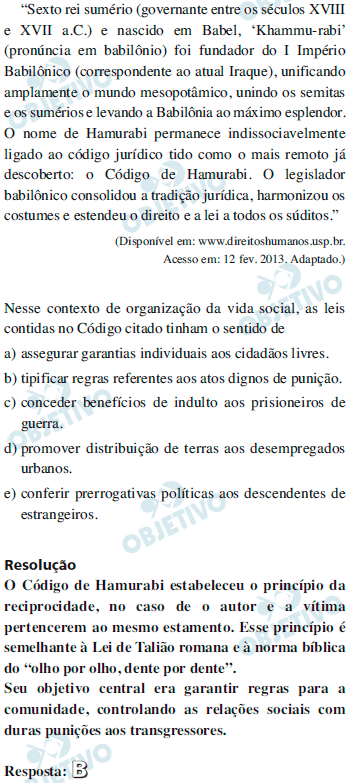 “Sexto rei sumério (governante entre os séculos XVIII
e XVII a.C.) e nascido em Babel, ‘Khammu-rabi’
(pronúncia em babilônio) foi fundador do I Império
Babilônico (correspondente ao atual Iraque), unificando
amplamente o mundo mesopotâmico, unindo os semitas
e os sumérios e levando a Babilônia ao máximo esplendor.
O nome de Hamurabi permanece indissociavelmente
ligado ao código jurídico tido como o mais remoto já
descoberto: o Código de Hamurabi. O legislador
babilônico consolidou a tradição jurídica, harmonizou os
costumes e estendeu o direito e a lei a todos os súditos.”
(Disponível em: www.direitoshumanos.usp.br.
Acesso em: 12 fev. 2013. Adaptado.)
Nesse contexto de organização da vida social, as leis
contidas no Código citado tinham o sentido de
a) assegurar garantias individuais aos cidadãos livres.
b) tipificar regras referentes aos atos dignos de punição.
c) conceder benefícios de indulto aos prisioneiros de
guerra.
d) promover distribuição de terras aos desempregados
urbanos.
e) conferir prerrogativas políticas aos descendentes de
estrangeiros.
Resolução
O Código de Hamurabi estabeleceu o princípio da
reciprocidade, no caso de o autor e a vítima
pertencerem ao mesmo estamento. Esse princípio é
semelhante à Lei de Talião romana e à norma bíblica
do “olho por olho, dente por dente”.
Seu objetivo central era garantir regras para a
comunidade, controlando as relações sociais com
duras punições aos transgressores.
Resposta: B
OBJETIVO
OBJETIVO
OBJETIVO
OBJETIVO
OBJETIVO
OBJETIVO
OBJETIVO